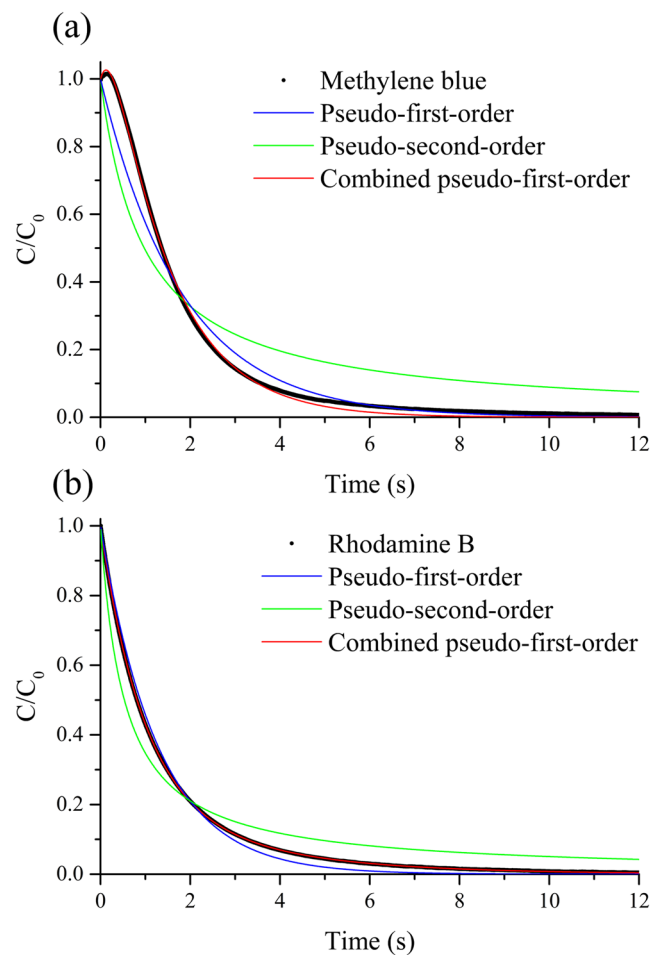 (a)
1.0
0.8
0.6
0.4
0.2
0.0
C/C0
Methylene blue
Pseudo-first-order
Pseudo-second-order
Combined pseudo-first-order
0 2 4 6 8 10 12
Time (s)
(b)
1.0
0.8
0.6
0.4
0.2
0.0
C/C0
Rhodamine B
Pseudo-first-order
Pseudo-second-order
Combined pseudo-first-order
0 2 4 6 8 10 12
Time (s)